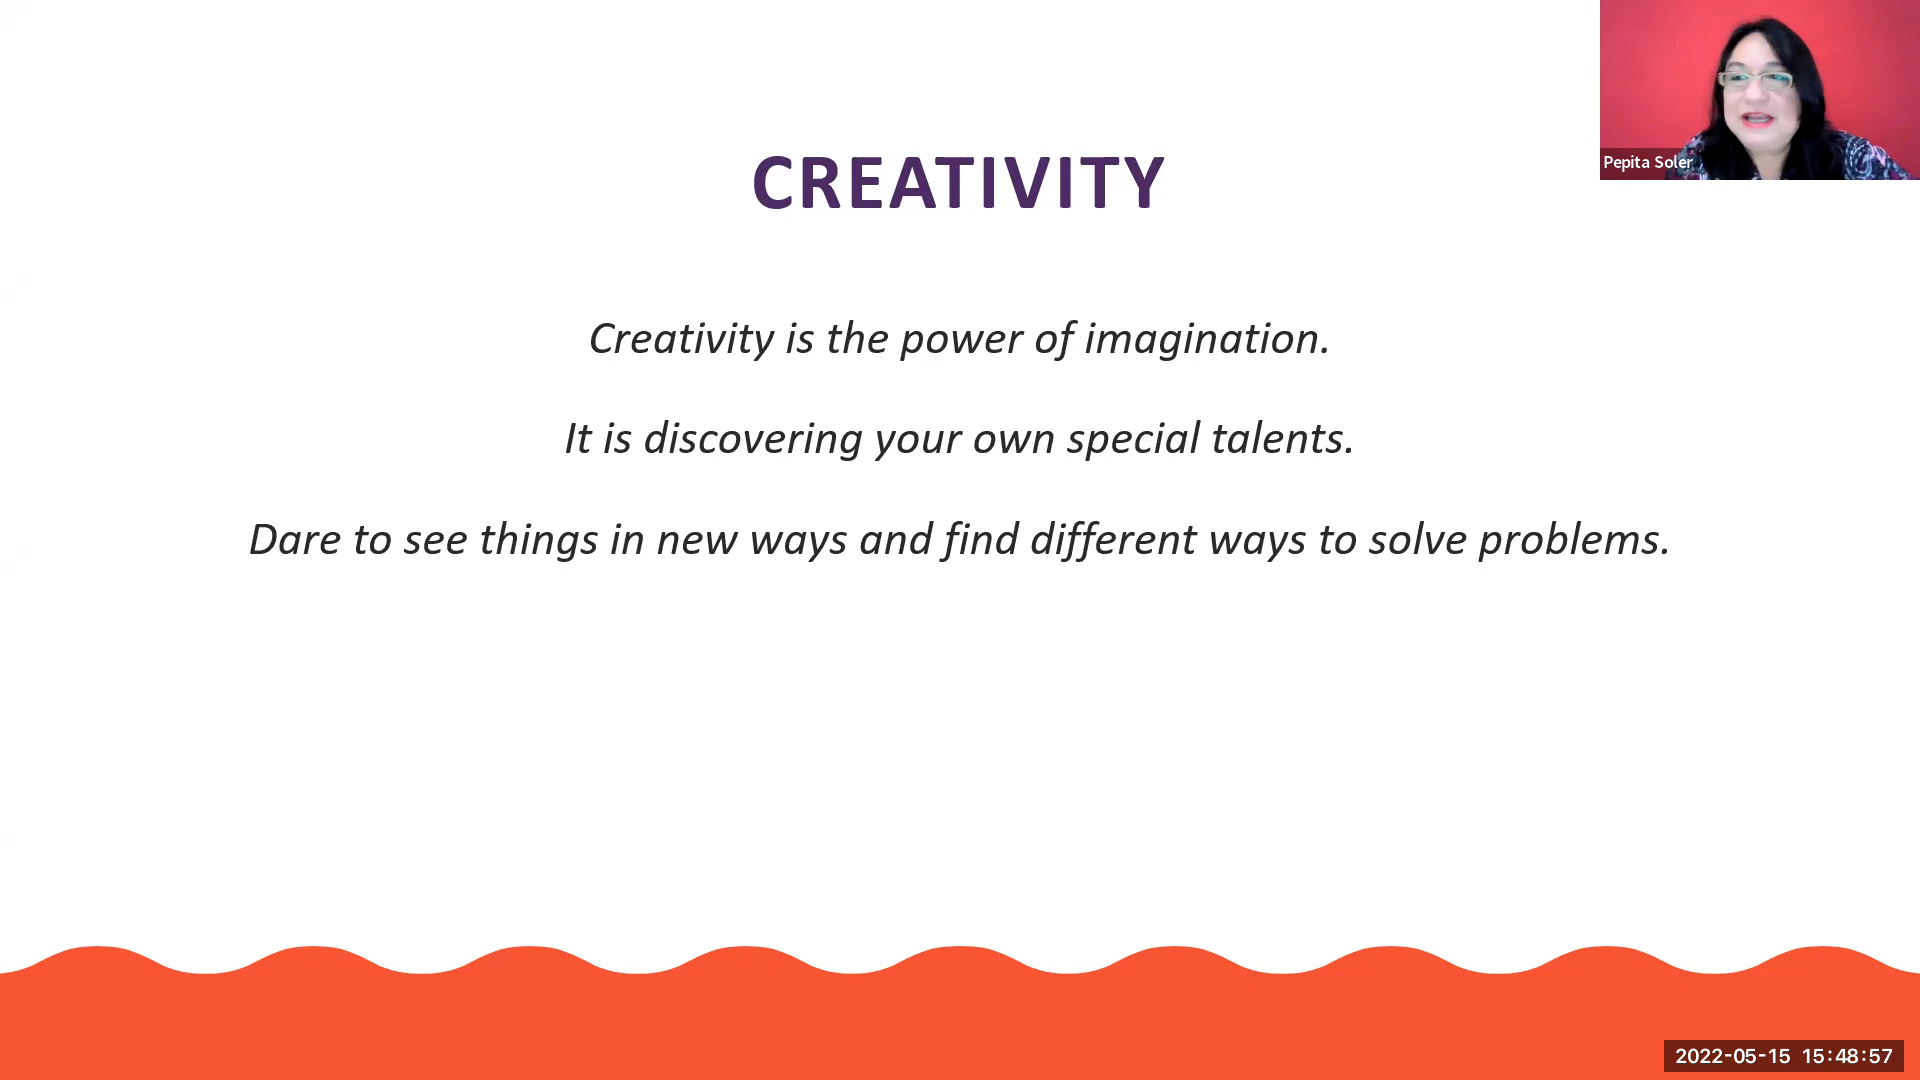 CREATIVITY
Pepita Soler
Creativity is the power of imagination.
It is discovering your own special talents.
Dare to see things in new ways and find different ways to solve problems.
2022-05-15 15:48:57